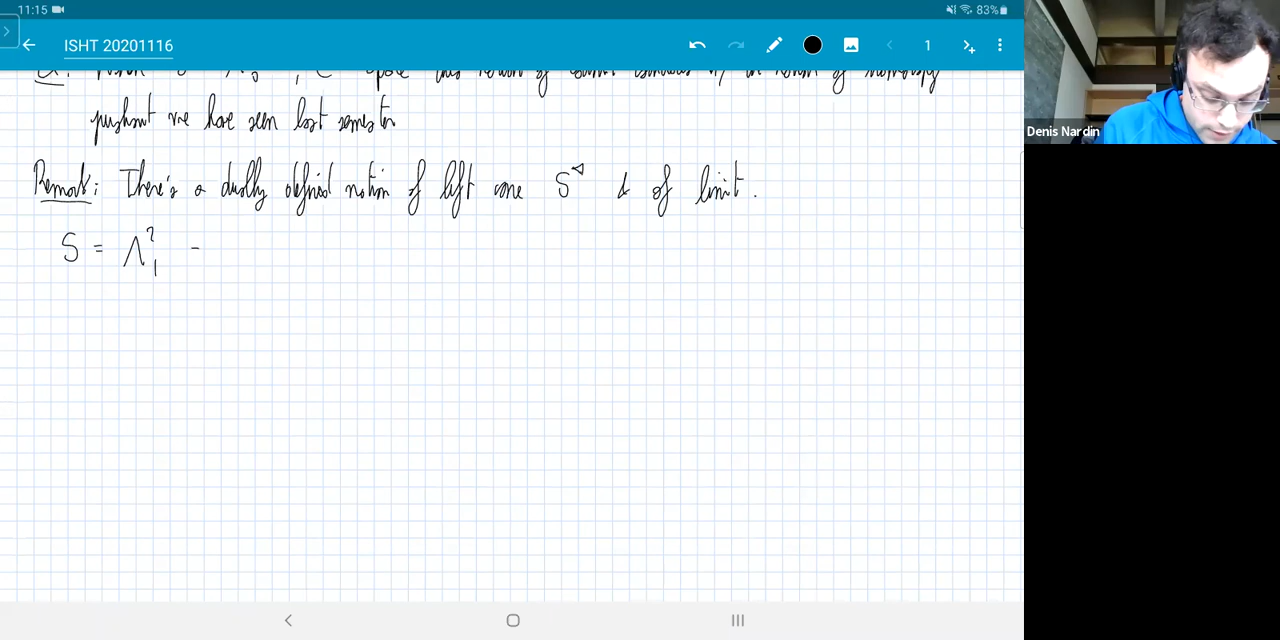 11:15
83%
ISHT 20201116
1
pushout we have seen last semester
Remark: There's a dually defined notion of left cone S^◁ & of limit.
S = Λ^2_1 =
Denis Nardin